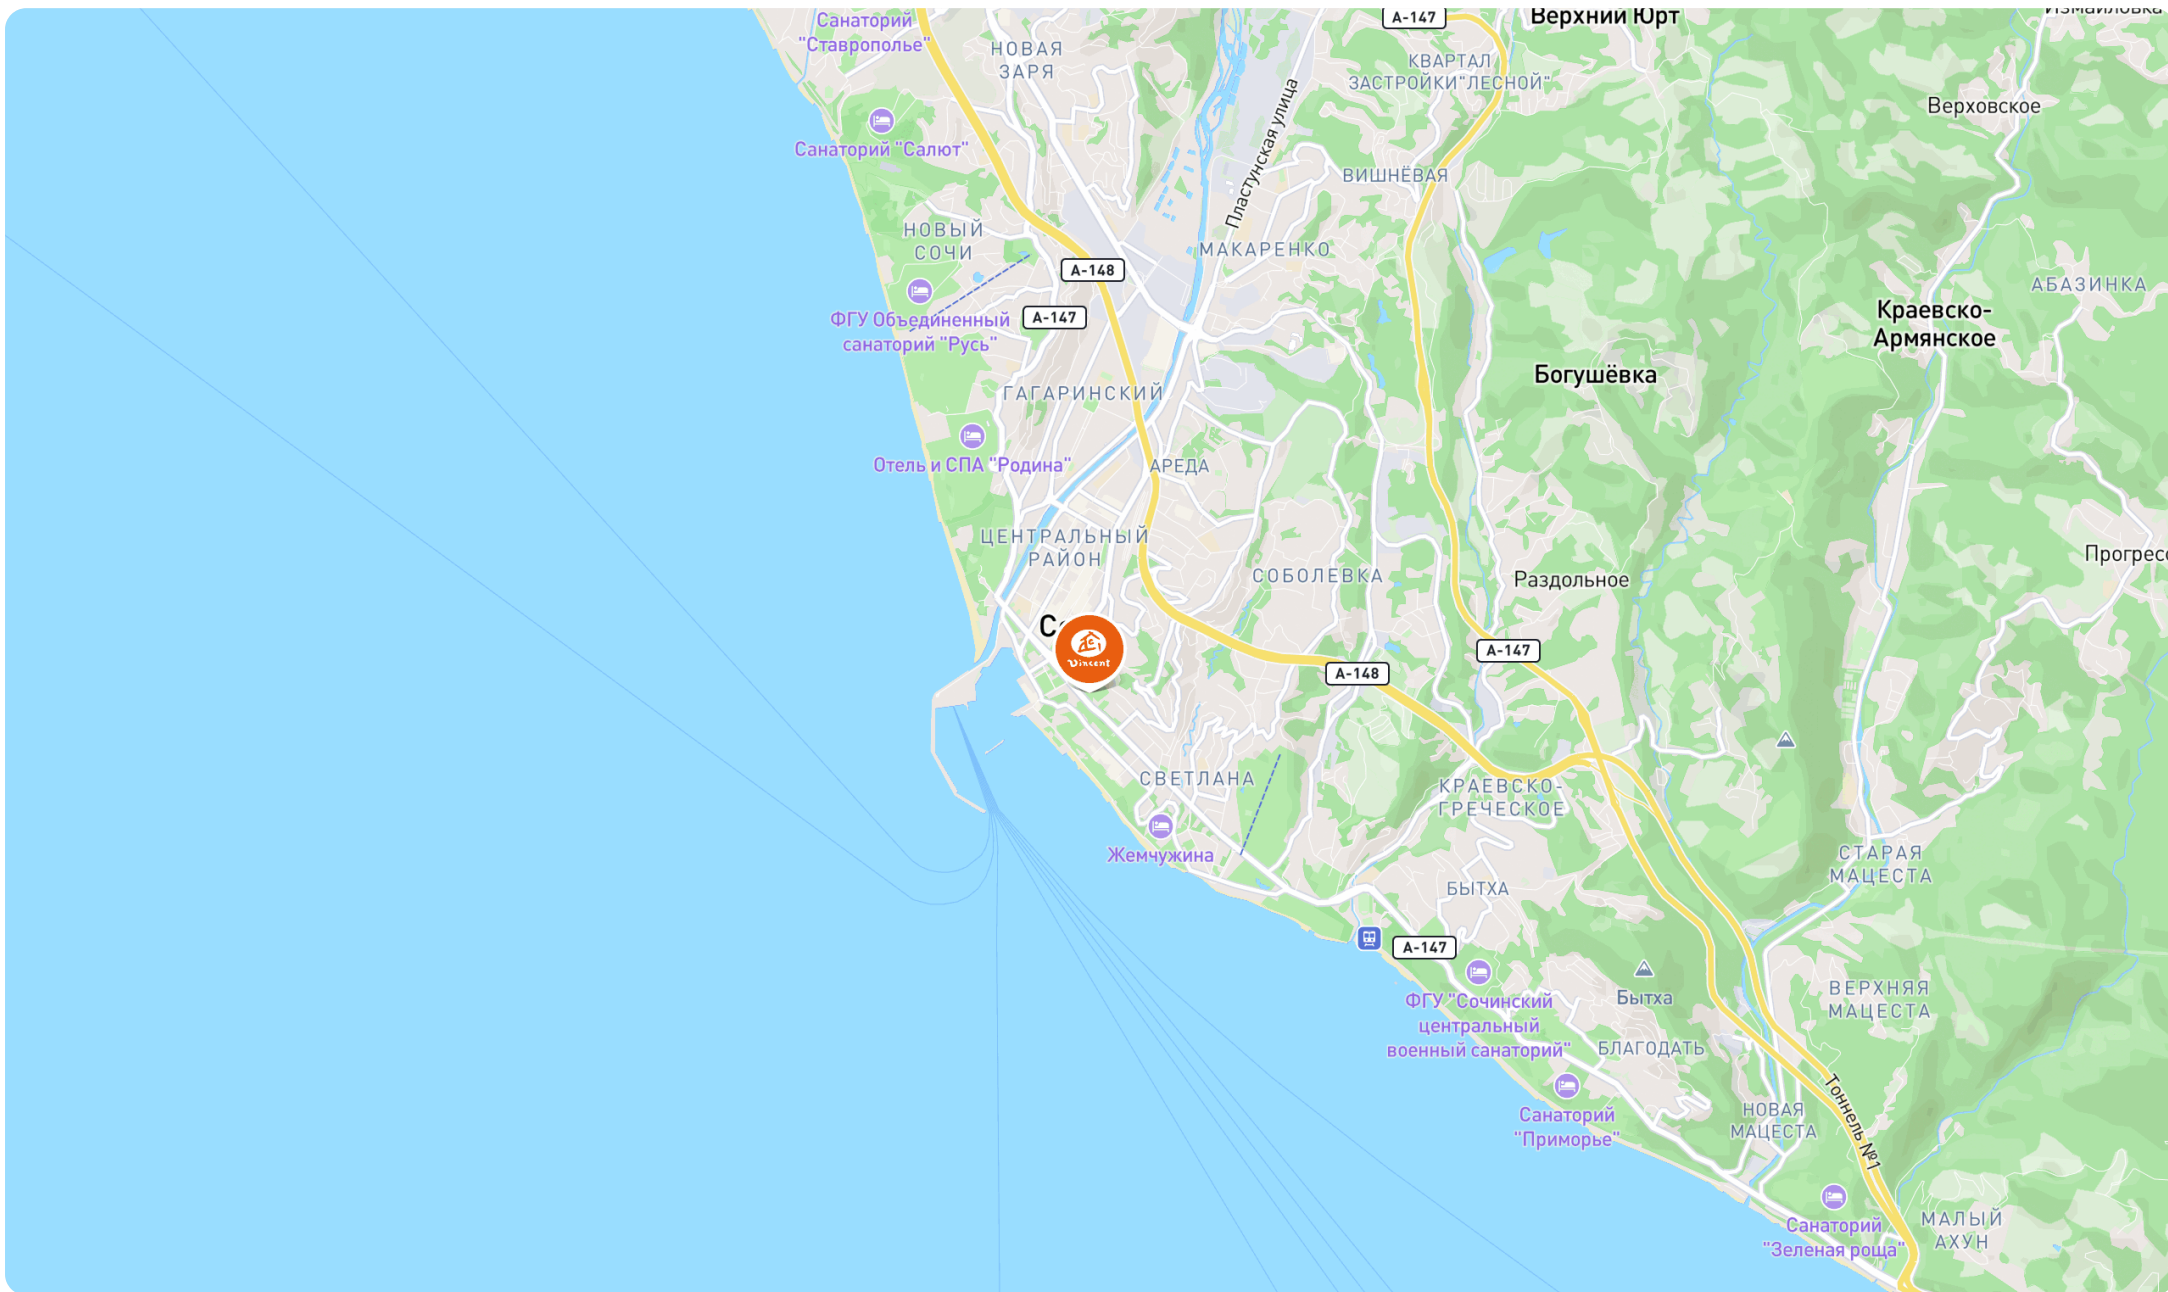 Санаторий
"Ставрополье"
НОВАЯ
ЗАРЯ
А-147
Верхний Юрт
КВАРТАЛ
ЗАСТРОЙКИ"ЛЕСНОЙ"
Измайловка
Верховское
Санаторий "Салют"
Пластунская улица
ВИШНЁВАЯ
НОВЫЙ
СОЧИ
МАКАРЕНКО
А-148
АБАЗИНКА
ФГУ Объединенный
санаторий "Русь"
А-147
Краевско-
Армянское
Богушёвка
ГАГАРИНСКИЙ
Отель и СПА "Родина"
АРЕДА
ЦЕНТРАЛЬНЫЙ
РАЙОН
СОБОЛЕВКА
Раздольное
Прогресс
С
Vincent
А-147
А-148
СВЕТЛАНА
КРАЕВСКО-
ГРЕЧЕСКОЕ
Жемчужина
СТАРАЯ
МАЦЕСТА
БЫТХА
А-147
ФГУ "Сочинский
центральный
военный санаторий"
Бытха
ВЕРХНЯЯ
МАЦЕСТА
БЛАГОДАТЬ
Санаторий
"Приморье"
НОВАЯ
МАЦЕСТА
Тоннель №1
Санаторий
"Зеленая роща"
МАЛЫЙ
АХУН